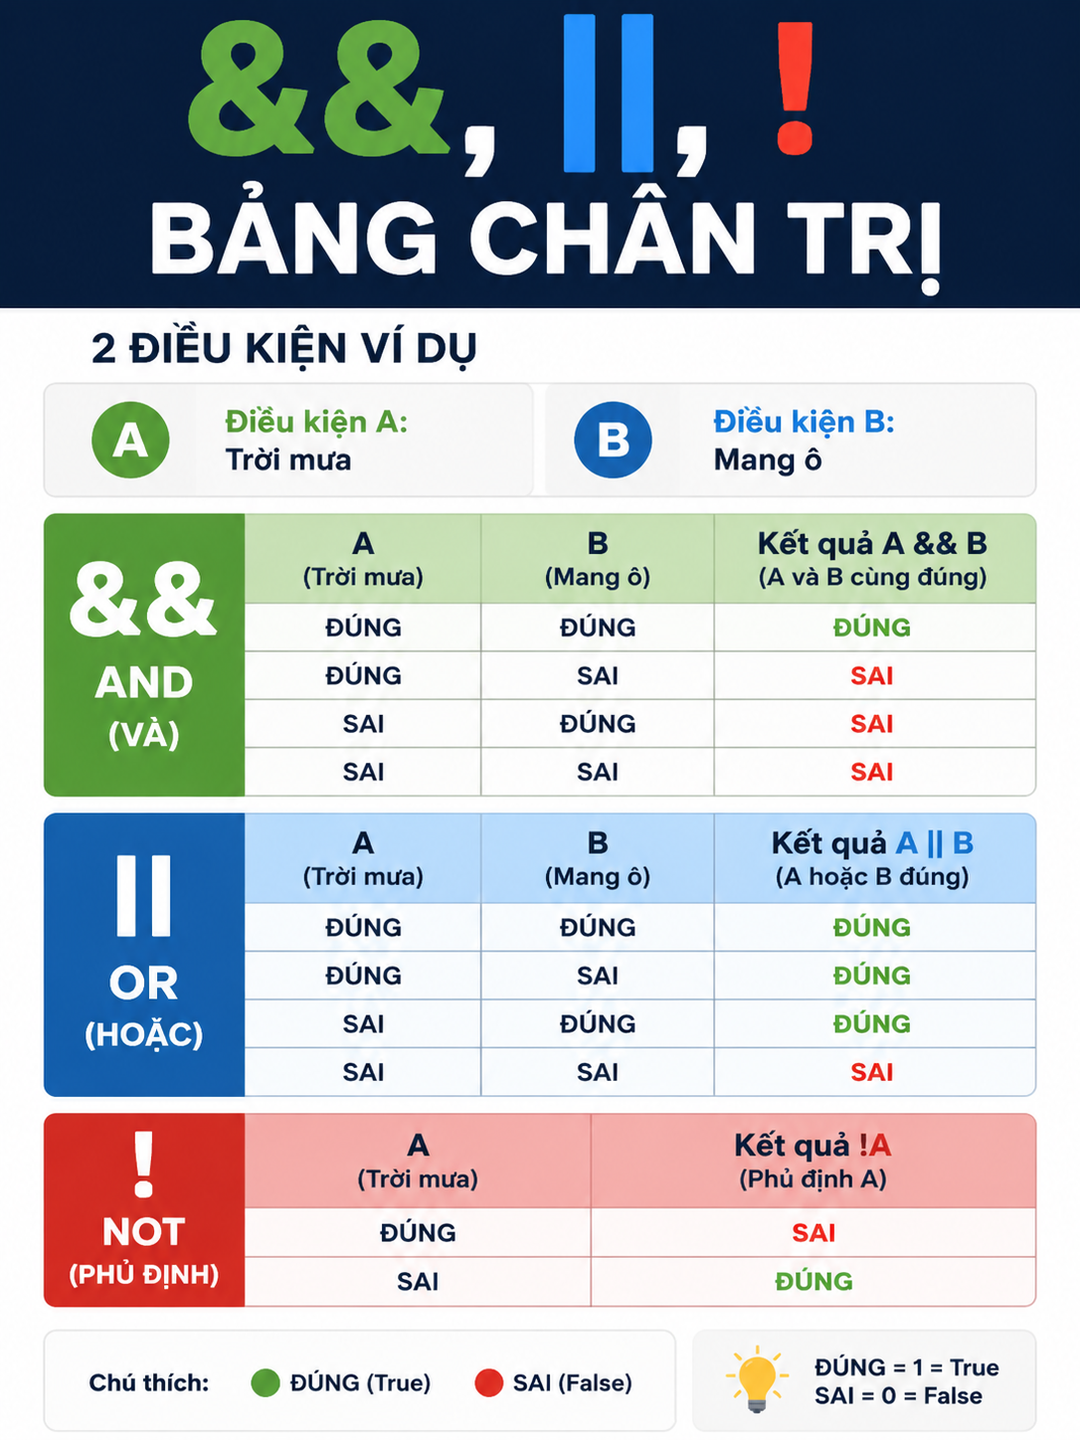 &&, ||, !
BẢNG CHÂN TRỊ
2 ĐIỀU KIỆN VÍ DỤ
A
Điều kiện A:
Trời mưa
B
Điều kiện B:
Mang ô
&&
AND
(VÀ)
A B Kết quả A && B
(Trời mưa) (Mang ô) (A và B cùng đúng)
ĐÚNG ĐÚNG ĐÚNG
ĐÚNG SAI SAI
SAI ĐÚNG SAI
SAI SAI SAI
||
OR
(HOẶC)
A B Kết quả A || B
(Trời mưa) (Mang ô) (A hoặc B đúng)
ĐÚNG ĐÚNG ĐÚNG
ĐÚNG SAI ĐÚNG
SAI ĐÚNG ĐÚNG
SAI SAI SAI
!
NOT
(PHỦ ĐỊNH)
A Kết quả !A
(Trời mưa) (Phủ định A)
ĐÚNG SAI
SAI ĐÚNG
Chú thích: ĐÚNG (True) SAI (False)
ĐÚNG = 1 = True
SAI = 0 = False